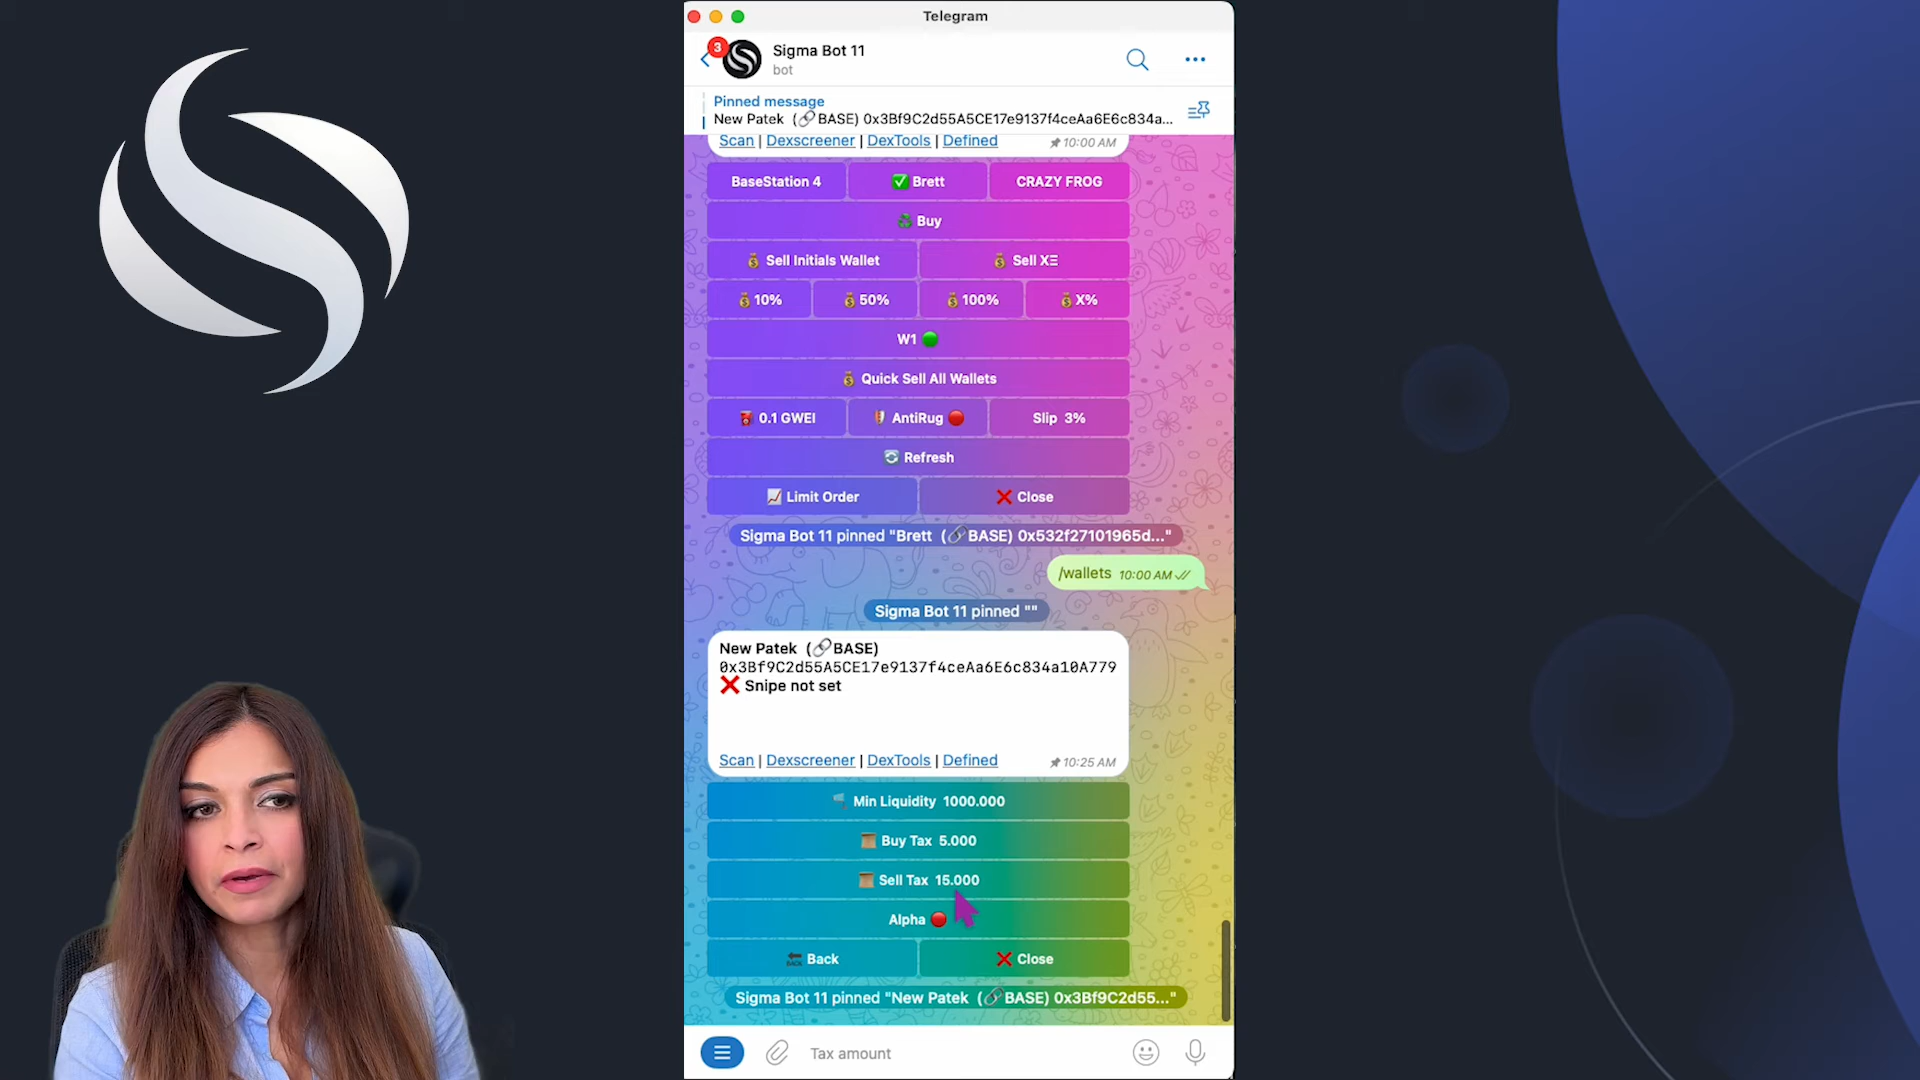 Telegram
3
Sigma Bot 11
bot
Pinned message
New Patek (🔗BASE) 0x3Bf9C2d55A5CE17e9137f4ceAa6E6c834a...
Scan | Dexscreener | DexTools | Defined 10:00 AM
BaseStation 4 ✅ Brett CRAZY FROG
Buy
💰 Sell Initials Wallet 💰 Sell XΞ
💰10% 💰50% 💰100% 💰X%
W1 🟢
💰 Quick Sell All Wallets
0.1 GWEI AntiRug 🔴 Slip 3%
Refresh
📈 Limit Order ❌ Close
Sigma Bot 11 pinned "Brett (🔗BASE) 0x532f27101965d..."
/wallets 10:00 AM
Sigma Bot 11 pinned ""
New Patek (🔗BASE)
0x3Bf9C2d55A5CE17e9137f4ceAa6E6c834a10A779
❌ Snipe not set
Scan | Dexscreener | DexTools | Defined 10:25 AM
Min Liquidity 1000.000
Buy Tax 5.000
Sell Tax 15.000
Alpha 🔴
🔙 Back ❌ Close
Sigma Bot 11 pinned "New Patek (🔗BASE) 0x3Bf9C2d55..."
Tax amount